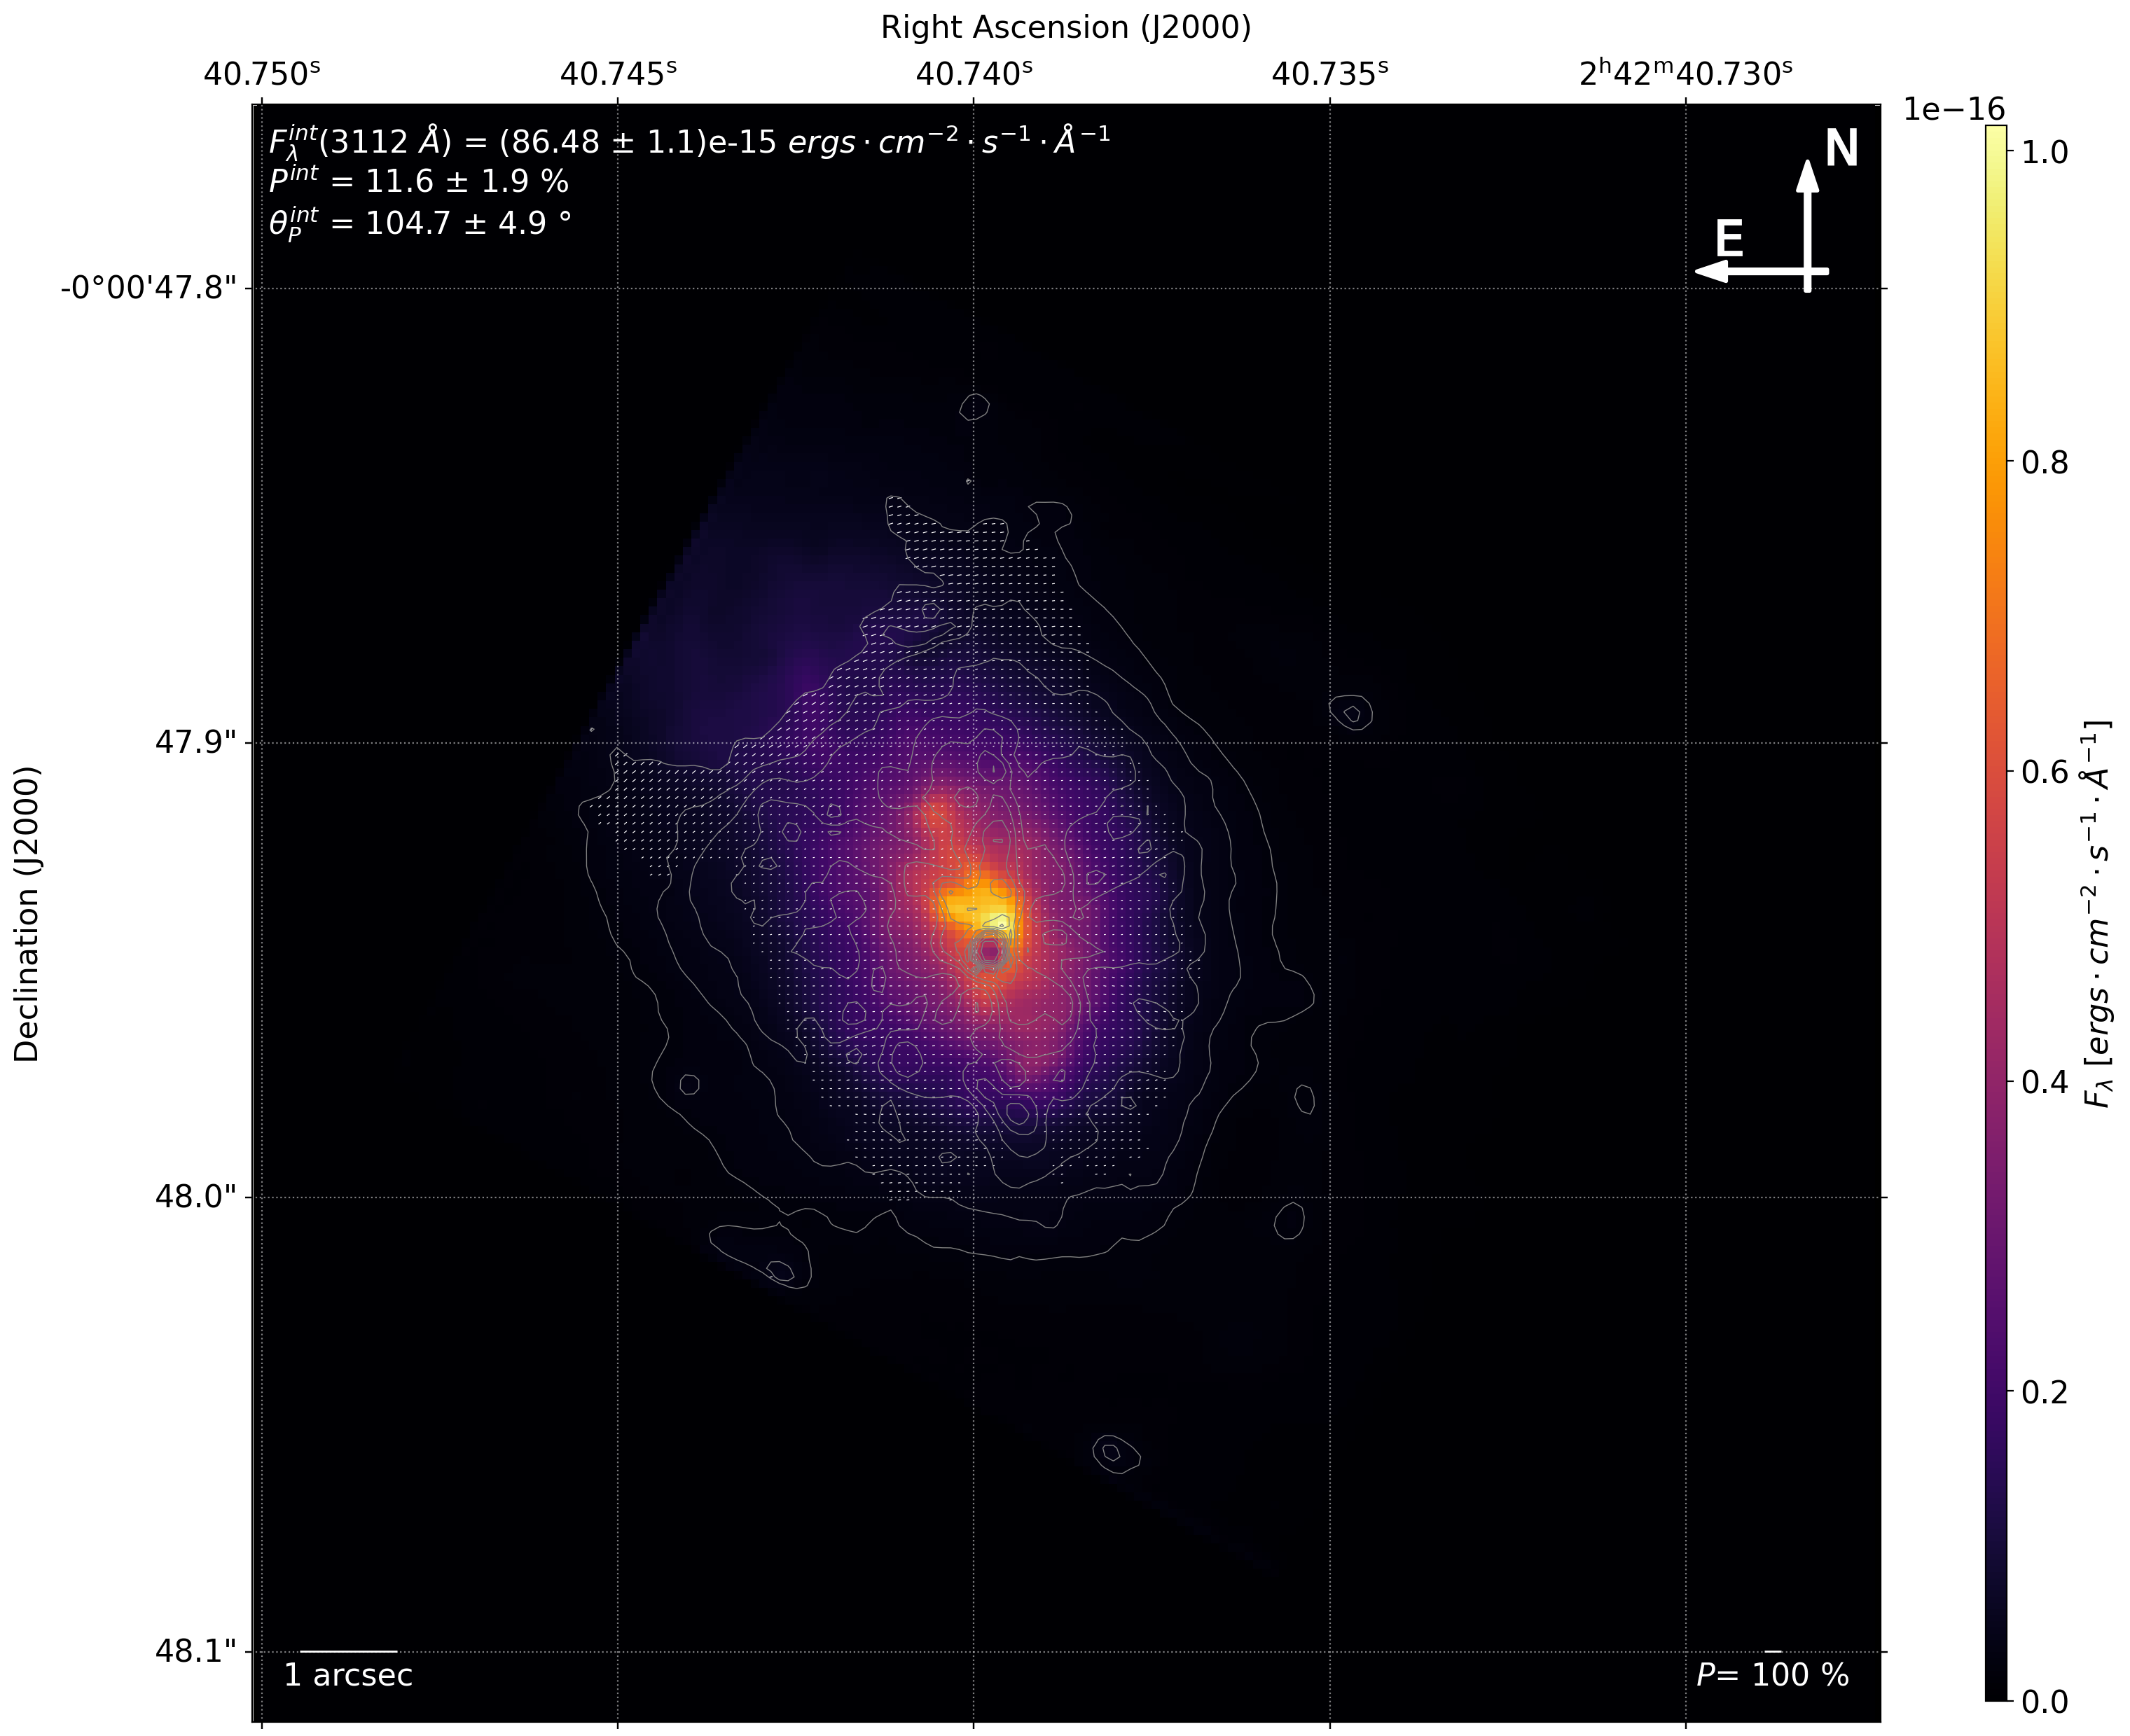 Right Ascension (J2000)
40.750ˢ 40.745ˢ 40.740ˢ 40.735ˢ 2ʰ42ᵐ40.730ˢ
1e−16
F_λ^int(3112 Å) = (86.48 ± 1.1)e-15 ergs · cm⁻² · s⁻¹ · Å⁻¹
P^int = 11.6 ± 1.9 %
θ_P^int = 104.7 ± 4.9 °
N
E
-0°00'47.8"
47.9"
48.0"
48.1"
Declination (J2000)
1 arcsec
P= 100 %
1.0
0.8
0.6
0.4
0.2
0.0
F_λ [ergs · cm⁻² · s⁻¹ · Å⁻¹]